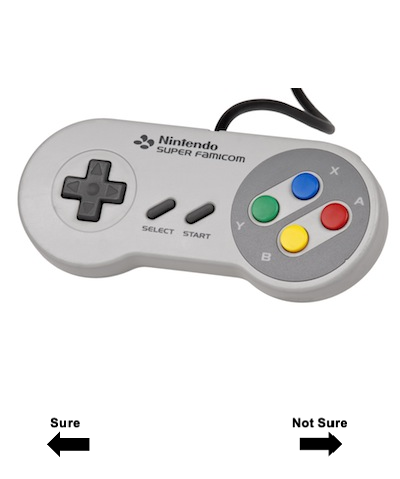 Nintendo
SUPER FAMICOM
X
A
Y
B
SELECT START
Sure
Not Sure